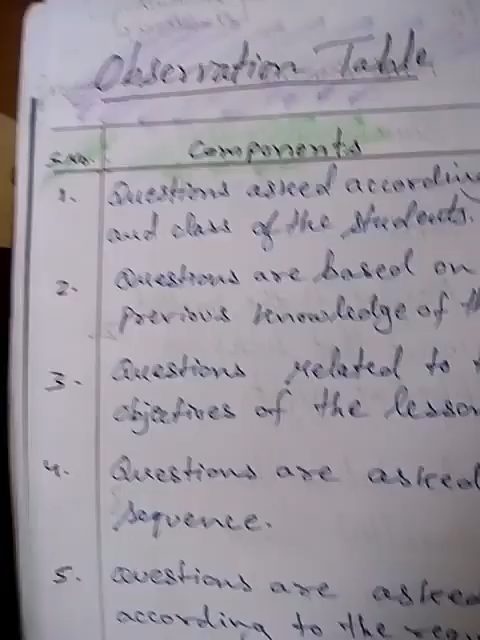 Observation Table
S.No. Components
1. Questions asked according
and class of the students.
2. Questions are based on
previous knowledge of th
3. Questions related to t
objectives of the lesson
4. Questions are asked
sequence.
5. Questions are asked
according to the requ